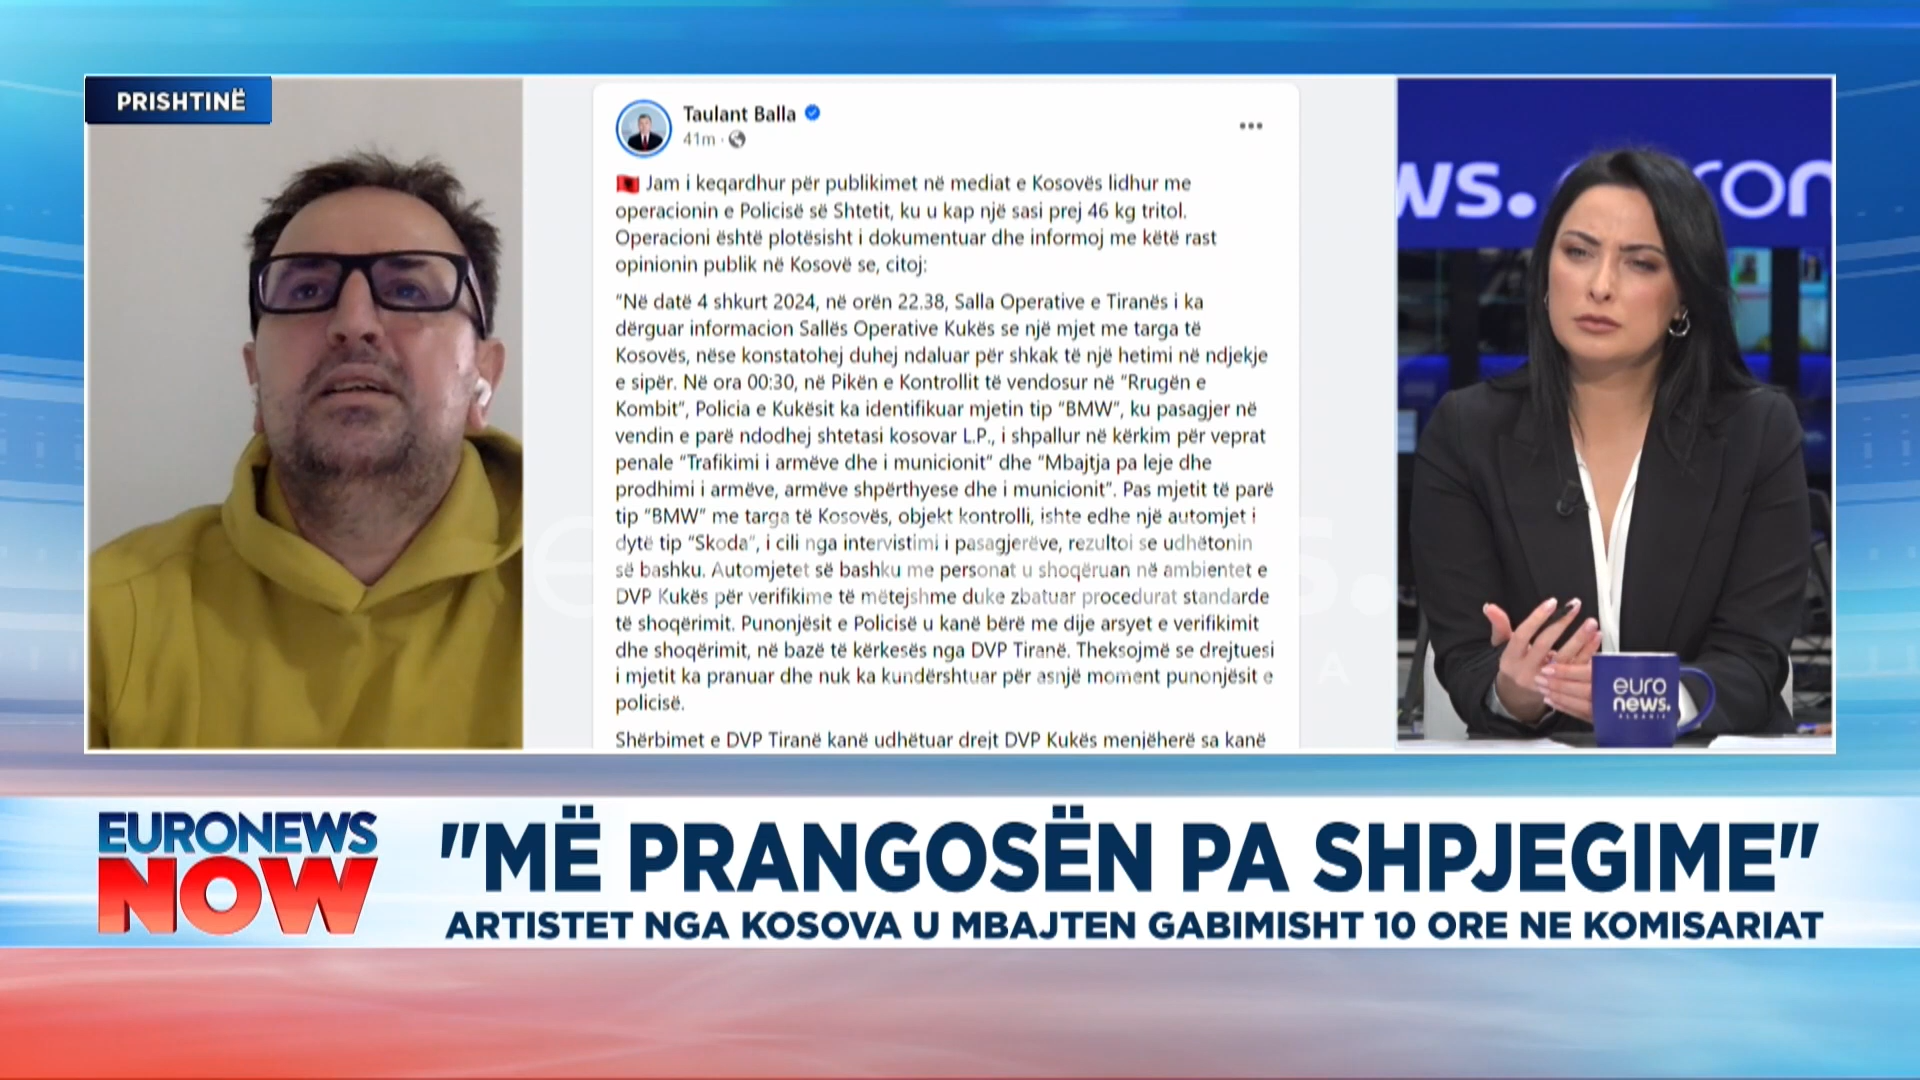 PRISHTINË
Taulant Balla
41m ·
Jam i keqardhur për publikimet në mediat e Kosovës lidhur me
operacionin e Policisë së Shtetit, ku u kap një sasi prej 46 kg tritol.
Operacioni është plotësisht i dokumentuar dhe informoj me këtë rast
opinionin publik në Kosovë se, citoj:
"Në datë 4 shkurt 2024, në orën 22.38, Salla Operative e Tiranës i ka
dërguar informacion Sallës Operative Kukës se një mjet me targa të
Kosovës, nëse konstatohej duhej ndaluar për shkak të një hetimi në ndjekje
e sipër. Në ora 00:30, në Pikën e Kontrollit të vendosur në "Rrugën e
Kombit", Policia e Kukësit ka identifikuar mjetin tip "BMW", ku pasagjer në
vendin e parë ndodhej shtetasi kosovar L.P., i shpallur në kërkim për veprat
penale "Trafikimi i armëve dhe i municionit" dhe "Mbajtja pa leje dhe
prodhimi i armëve, armëve shpërthyese dhe i municionit". Pas mjetit të parë
tip "BMW" me targa të Kosovës, objekt kontrolli, ishte edhe një automjet i
dytë tip "Skoda", i cili nga intervistimi i pasagjerëve, rezultoi se udhëtonin
së bashku. Automjetet së bashku me personat u shoqëruan në ambientet e
DVP Kukës për verifikime të mëtejshme duke zbatuar procedurat standarde
të shoqërimit. Punonjësit e Policisë u kanë bërë me dije arsyet e verifikimit
dhe shoqërimit, në bazë të kërkesës nga DVP Tiranë. Theksojmë se drejtuesi
i mjetit ka pranuar dhe nuk ka kundërshtuar për asnjë moment punonjësit e
policisë.
Shërbimet e DVP Tiranë kanë udhëtuar drejt DVP Kukës menjëherë sa kanë
ws. euron
euro
news.
ALBANIA
EURONEWS
NOW
"MË PRANGOSËN PA SHPJEGIME"
ARTISTET NGA KOSOVA U MBAJTEN GABIMISHT 10 ORE NE KOMISARIAT